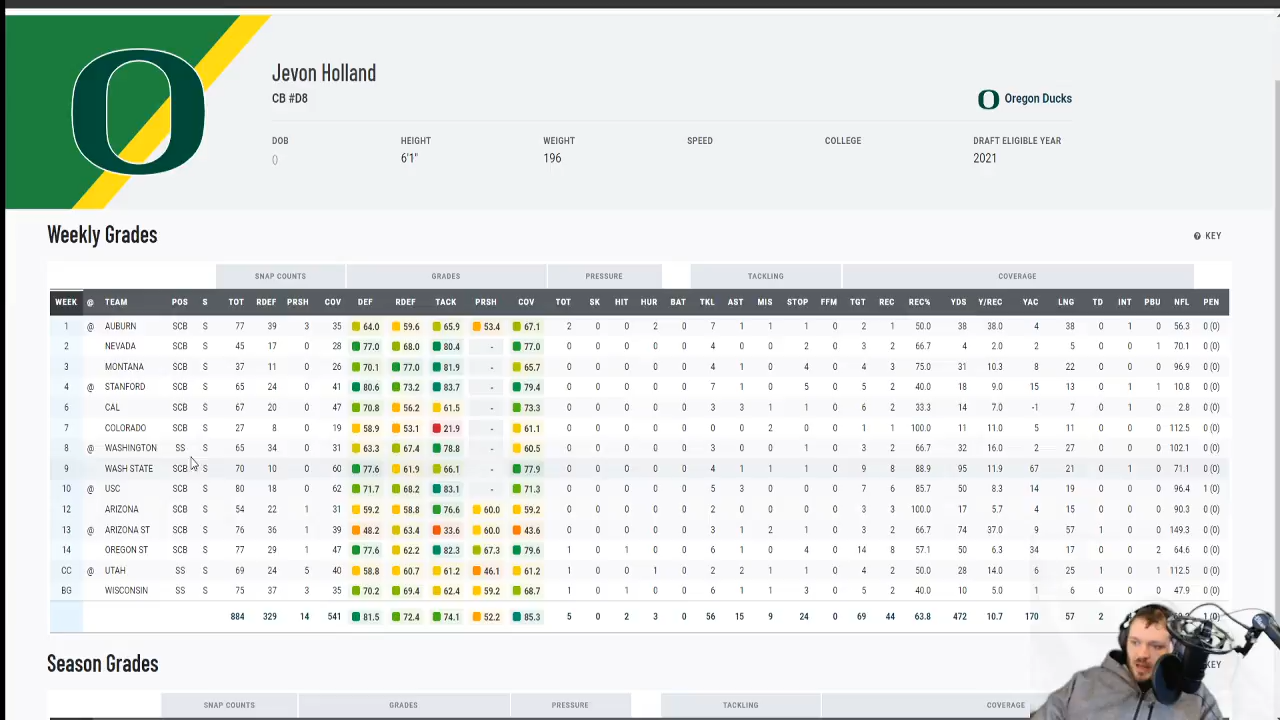 Jevon Holland
CB #D8
Oregon Ducks
DOB HEIGHT WEIGHT SPEED COLLEGE DRAFT ELIGIBLE YEAR
() 6'1" 196 2021
Weekly Grades
KEY
SNAP COUNTS GRADES PRESSURE TACKLING COVERAGE
WEEK @ TEAM POS S TOT RDEF PRSH COV DEF RDEF TACK PRSH COV TOT SK HIT HUR BAT TKL AST MIS STOP FFM TGT REC REC% YDS Y/REC YAC LNG TD INT PBU NFL PEN
1 @ AUBURN SCB S 77 39 3 35 64.0 59.6 65.9 53.4 67.1 2 0 0 2 0 7 1 1 1 0 2 1 50.0 38 38.0 4 38 0 1 0 56.3 0 (0)
2 NEVADA SCB S 45 17 0 28 77.0 68.0 80.4 - 77.0 0 0 0 0 0 4 0 0 2 0 3 2 66.7 4 2.0 2 5 0 0 1 70.1 0 (0)
3 MONTANA SCB S 37 11 0 26 70.1 77.0 81.9 - 65.7 0 0 0 0 0 4 1 0 4 0 4 3 75.0 31 10.3 8 22 0 0 0 96.9 0 (0)
4 @ STANFORD SCB S 65 24 0 41 80.6 73.2 83.7 - 79.4 0 0 0 0 0 7 1 0 5 0 5 2 40.0 18 9.0 15 13 0 1 1 10.8 0 (0)
6 CAL SCB S 67 20 0 47 70.8 56.2 61.5 - 73.3 0 0 0 0 0 3 3 1 1 0 6 2 33.3 14 7.0 -1 7 0 1 0 2.8 0 (0)
7 COLORADO SCB S 27 8 0 19 58.9 53.1 21.9 - 61.1 0 0 0 0 0 0 0 2 0 0 1 1 100.0 11 11.0 5 11 0 0 0 112.5 0 (0)
8 @ WASHINGTON SS S 65 34 0 31 63.3 67.4 78.8 - 60.5 0 0 0 0 0 4 0 0 1 0 3 2 66.7 32 16.0 2 27 0 0 0 102.1 0 (0)
9 WASH STATE SCB S 70 10 0 60 77.6 61.9 66.1 - 77.9 0 0 0 0 0 4 1 1 1 0 9 8 88.9 95 11.9 67 21 0 1 0 71.1 0 (0)
10 @ USC SCB S 80 18 0 62 71.7 68.2 83.1 - 71.3 0 0 0 0 0 5 3 0 1 0 7 6 85.7 50 8.3 14 19 0 0 0 96.4 1 (0)
12 ARIZONA SCB S 54 22 1 31 59.2 58.8 76.6 60.0 59.2 0 0 0 0 0 4 0 0 1 0 3 3 100.0 17 5.7 4 15 0 0 0 90.3 0 (0)
13 @ ARIZONA ST SCB S 76 36 1 39 48.2 63.4 33.6 60.0 43.6 0 0 0 0 0 3 1 2 1 0 3 2 66.7 74 37.0 9 57 1 0 0 149.3 0 (0)
14 OREGON ST SCB S 77 29 1 47 77.6 62.2 82.3 67.3 79.6 1 0 1 0 0 6 1 0 4 0 14 8 57.1 50 6.3 34 17 0 0 2 64.6 0 (0)
CC @ UTAH SS S 69 24 5 40 58.8 60.7 61.2 46.1 61.2 1 0 0 1 0 2 2 1 1 0 4 2 50.0 28 14.0 6 25 1 0 1 112.5 0 (0)
BG WISCONSIN SS S 75 37 3 35 70.2 69.4 62.4 59.2 68.7 1 0 1 0 0 6 1 1 3 0 5 2 40.0 10 5.0 1 6 0 0 0 47.9 0 (0)
884 329 14 541 81.5 72.4 74.1 52.2 85.3 5 0 2 3 0 56 15 9 24 0 69 44 63.8 472 10.7 170 57 2 1 (0)
Season Grades
KEY
SNAP COUNTS GRADES PRESSURE TACKLING COVERAGE